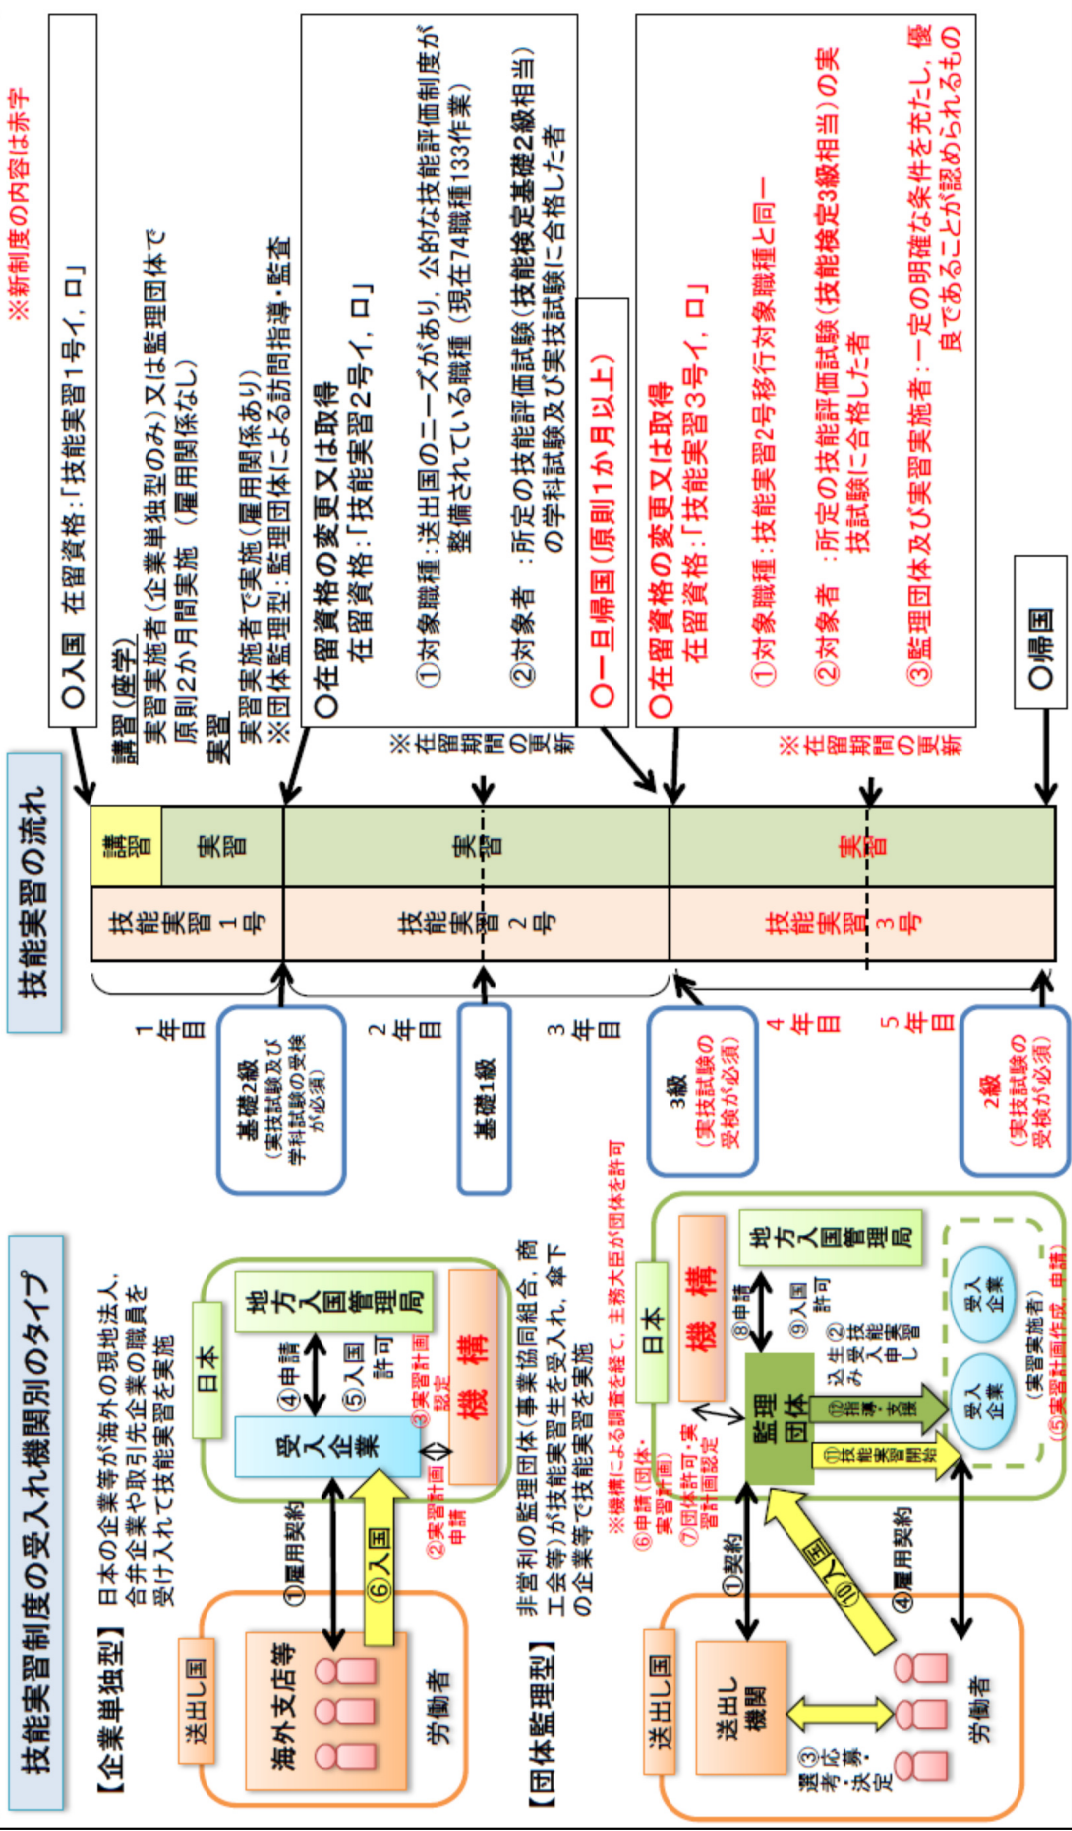 技能実習制度の受入れ機関別のタイプ
【企業単独型】
日本の企業等が海外の現地法人,
合弁企業や取引先企業の職員を
受け入れて技能実習を実施
送出し国
海外支店等
労働者
①雇用契約
⑥入国
日本
受入
企業
④申請
⑤入国
許可
地方入国
管理局
②実習計画
申請
③実習計画
認定
機 構
【団体監理型】
非営利の監理団体(事業協同組合, 商
工会等)が技能実習生を受入れ, 傘下
の企業等で技能実習を実施
※機構による調査を経て, 主務大臣が団体を許可
送出し国
送出し
機関
③応募・
選考・決定
労働者
①契約
⑩入国
④雇用契約
日本
⑥申請(団体・
実習計画)
⑦団体許可・実
習計画認定
機 構
監理
団体
⑧申請
⑨入国
許可
地方入国
管理局
②技能実習
生受入申し
込み
⑪技能実習開始
⑫指導・支援
受入
企業
受入
企業
(実習実施者)
(⑤実習計画作成, 申請)
技能実習の流れ
※新制度の内容は赤字
1年目
2年目
3年目
4年目
5年目
基礎2級
(実技試験及び
学科試験の受検
が必須)
基礎1級
3級
(実技試験の
受検が必須)
2級
(実技試験の
受検が必須)
技能実習1号
技能実習2号
技能実習3号
講習
実習
実習
実習
○入国 在留資格:「技能実習1号イ, ロ」
講習(座学)
実習実施者(企業単独型のみ)又は監理団体で
原則2か月間実施 (雇用関係なし)
実習
実習実施者で実施(雇用関係あり)
※団体監理型:監理団体による訪問指導・監査
○在留資格の変更又は取得
在留資格:「技能実習2号イ, ロ」
①対象職種:送出国のニーズがあり, 公的な技能評価制度が
整備されている職種 (現在74職種133作業)
②対象者 :所定の技能評価試験(技能検定基礎2級相当)
の学科試験及び実技試験に合格した者
※在留期間の更新
○一旦帰国(原則1か月以上)
○在留資格の変更又は取得
在留資格:「技能実習3号イ, ロ」
①対象職種:技能実習2号移行対象職種と同一
②対象者 :所定の技能評価試験(技能検定3級相当)の実
技試験に合格した者
③監理団体及び実習実施者:一定の明確な条件を充たし, 優
良であることが認められるもの
※在留期間の更新
○帰国